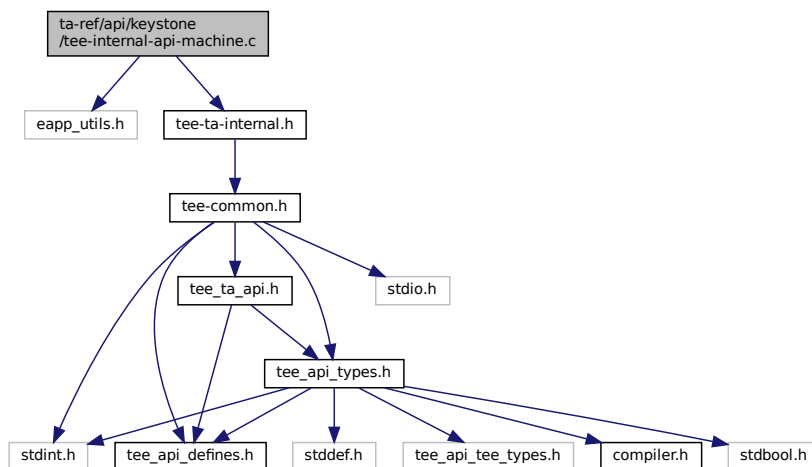 ta-ref/api/keystone
/tee-internal-api-machine.c
eapp_utils.h
tee-ta-internal.h
tee-common.h
tee_ta_api.h
stdio.h
tee_api_types.h
stdint.h
tee_api_defines.h
stddef.h
tee_api_tee_types.h
compiler.h
stdbool.h